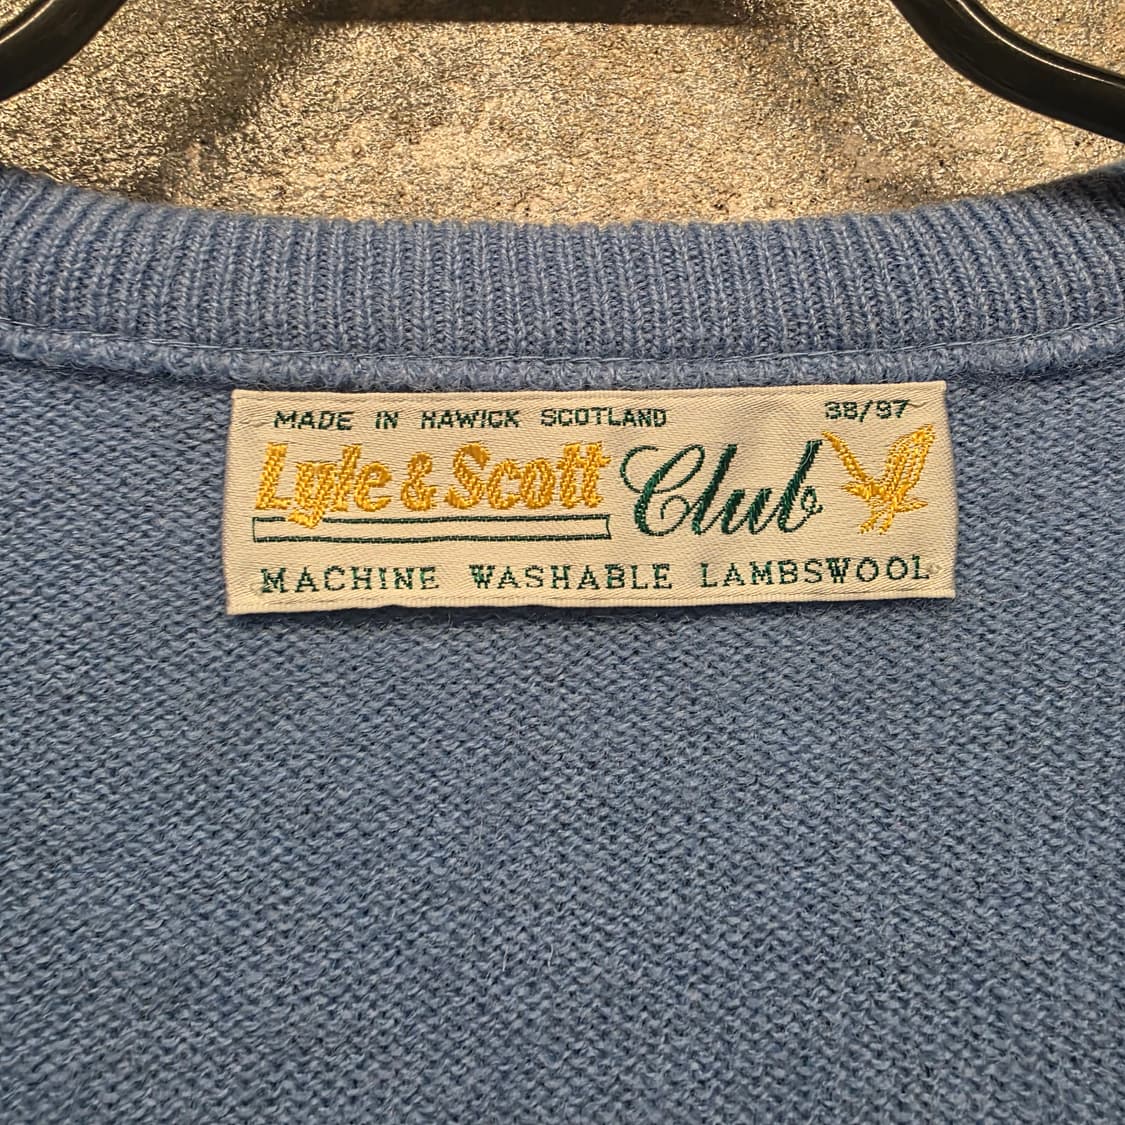 MADE IN HAWICK SCOTLAND 38/97
Lyle & Scott Club
MACHINE WASHABLE LAMBSWOOL